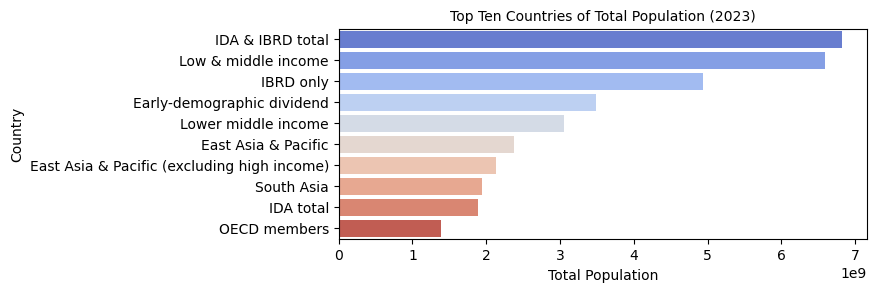 Top Ten Countries of Total Population (2023)
Country
IDA & IBRD total
Low & middle income
IBRD only
Early-demographic dividend
Lower middle income
East Asia & Pacific
East Asia & Pacific (excluding high income)
South Asia
IDA total
OECD members
0 1 2 3 4 5 6 7
1e9
Total Population